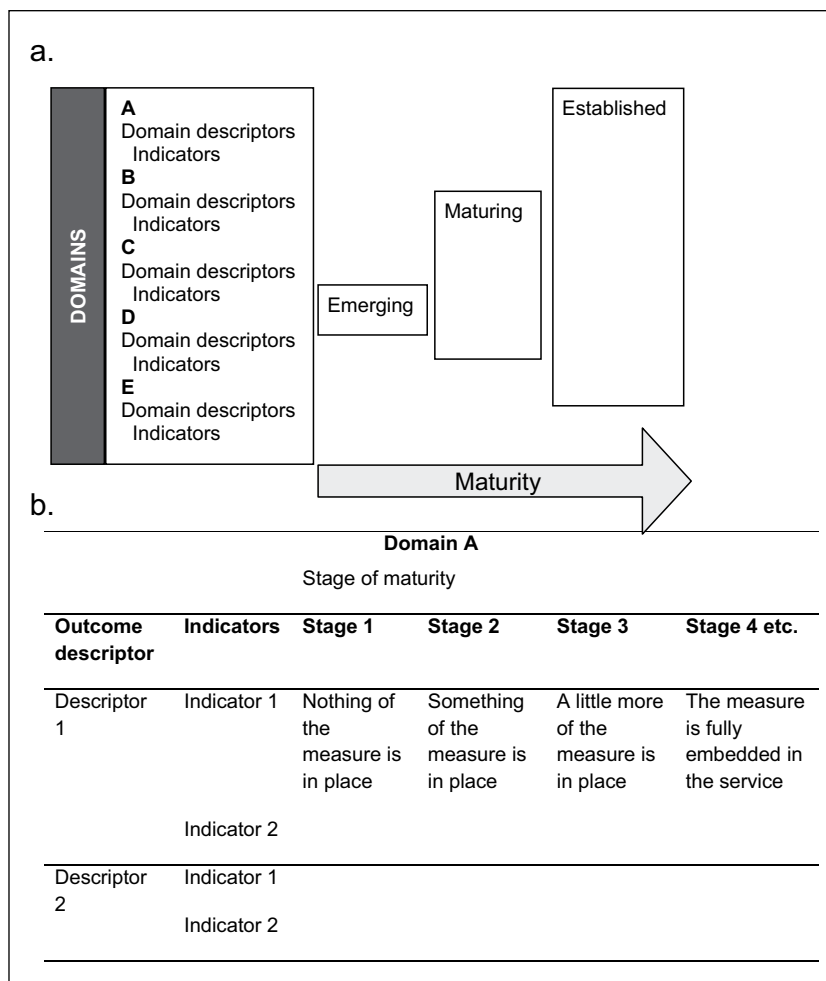 a.
DOMAINS
A
Domain descriptors
Indicators
B
Domain descriptors
Indicators
C
Domain descriptors
Indicators
D
Domain descriptors
Indicators
E
Domain descriptors
Indicators
Emerging
Maturing
Established
Maturity
b.
Domain A
Stage of maturity
Outcome descriptor
Indicators
Stage 1
Stage 2
Stage 3
Stage 4 etc.
Descriptor
1
Indicator 1
Nothing of
the
measure is
in place
Something
of the
measure is
in place
A little more
of the
measure is
in place
The measure
is fully
embedded in
the service
Indicator 2
Descriptor
2
Indicator 1
Indicator 2